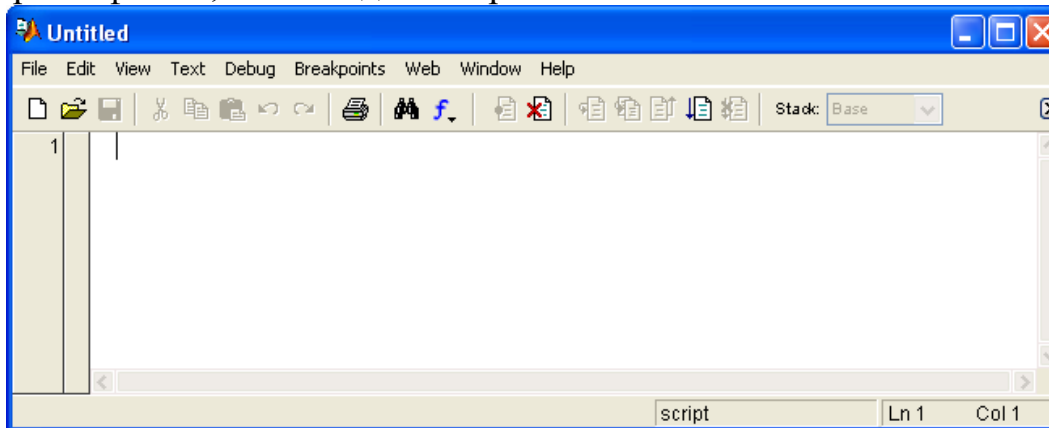 Untitled
File Edit View Text Debug Breakpoints Web Window Help
Stack: Base
1
script Ln 1 Col 1